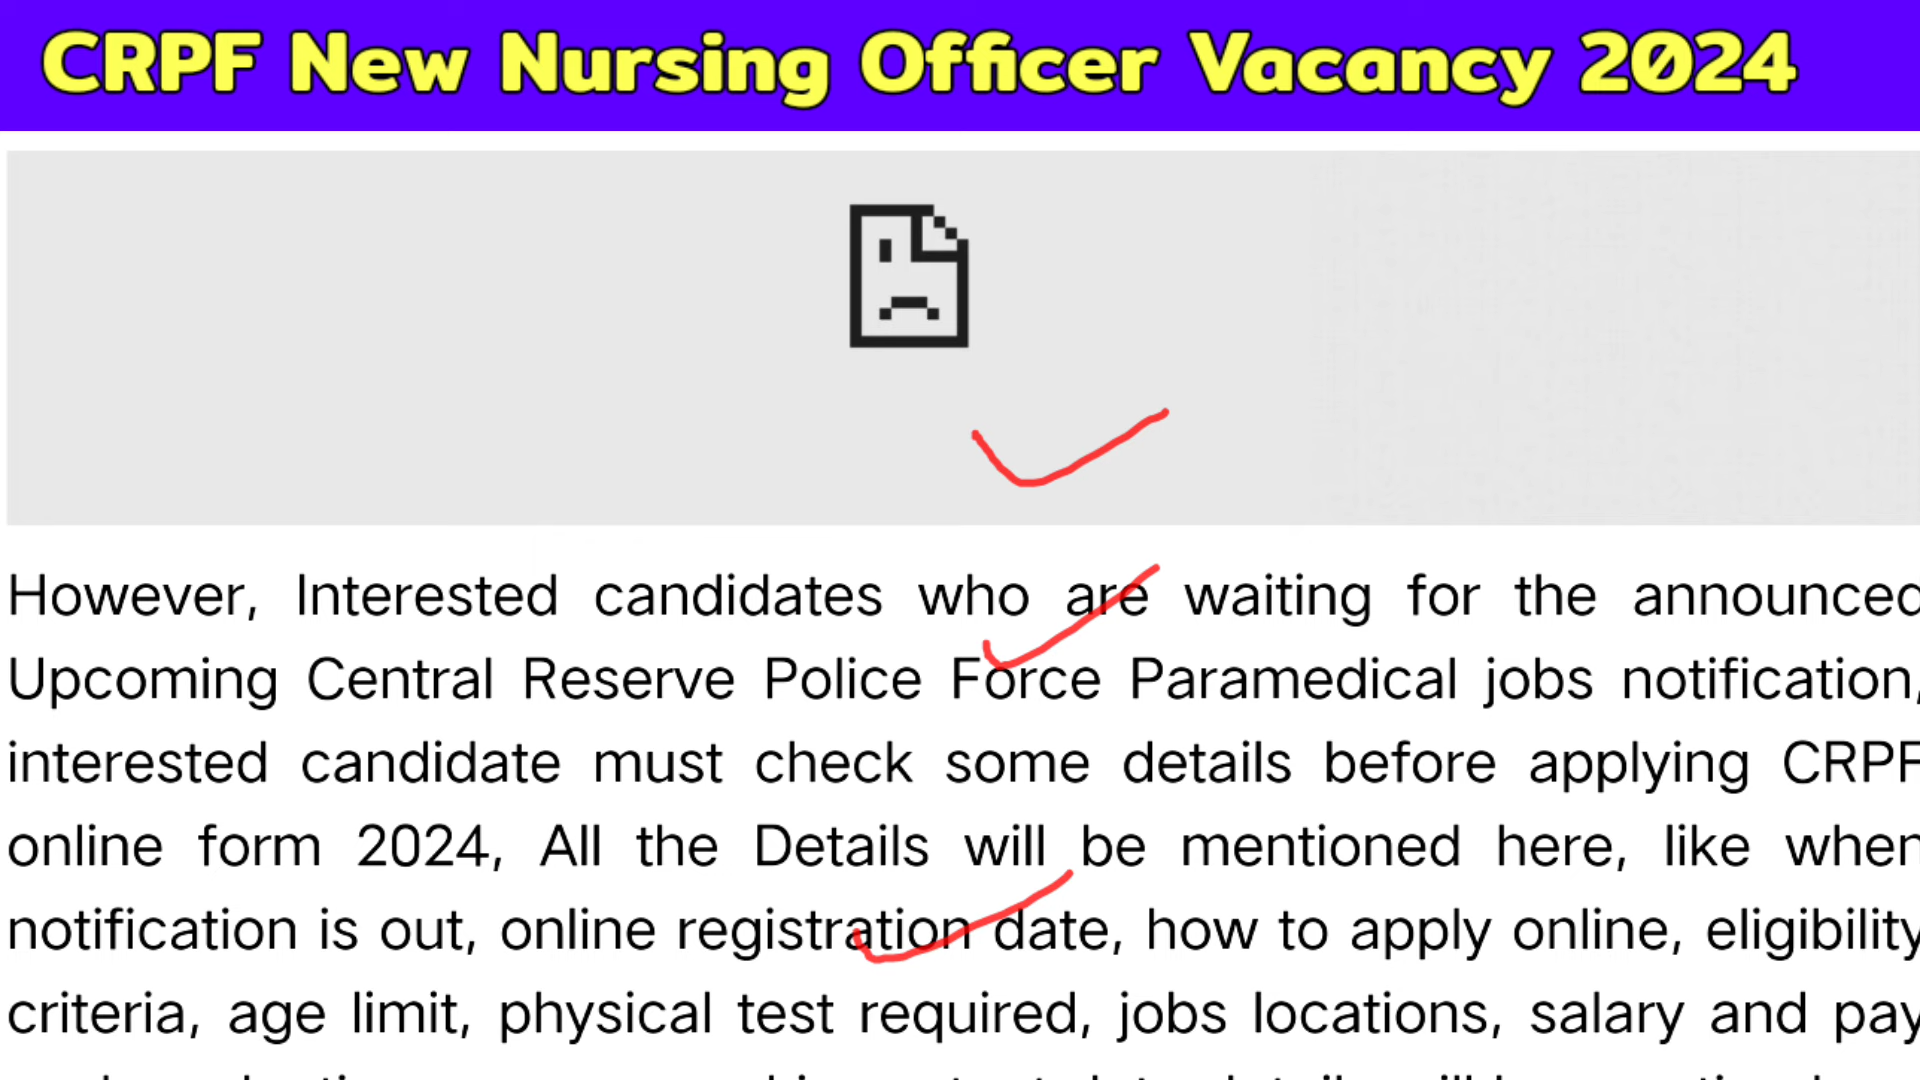 CRPF New Nursing Officer Vacancy 2024
However, Interested candidates who are waiting for the announced
Upcoming Central Reserve Police Force Paramedical jobs notification,
interested candidate must check some details before applying CRPF
online form 2024, All the Details will be mentioned here, like when
notification is out, online registration date, how to apply online, eligibility
criteria, age limit, physical test required, jobs locations, salary and pay